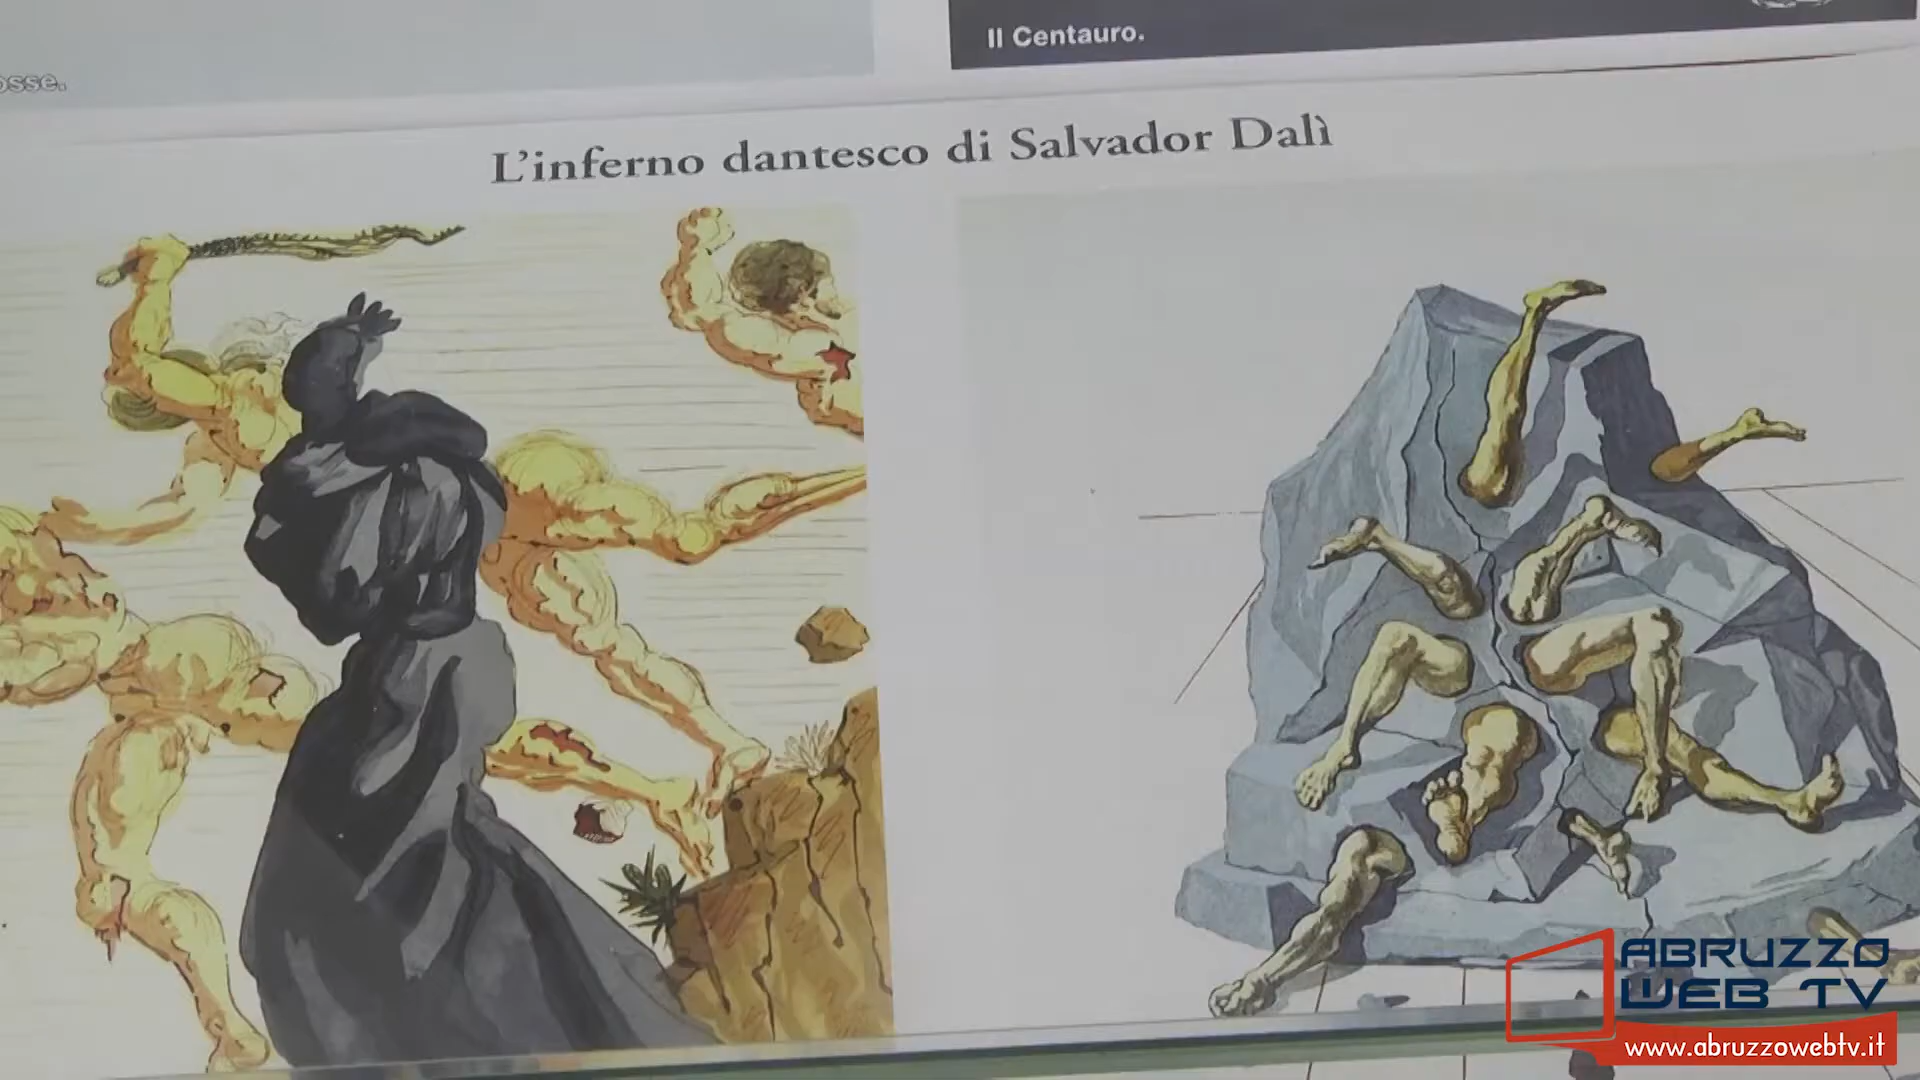 Il Centauro.
osse.
L'inferno dantesco di Salvador Dalì
ABRUZZO
WEB TV
www.abruzzowebtv.it